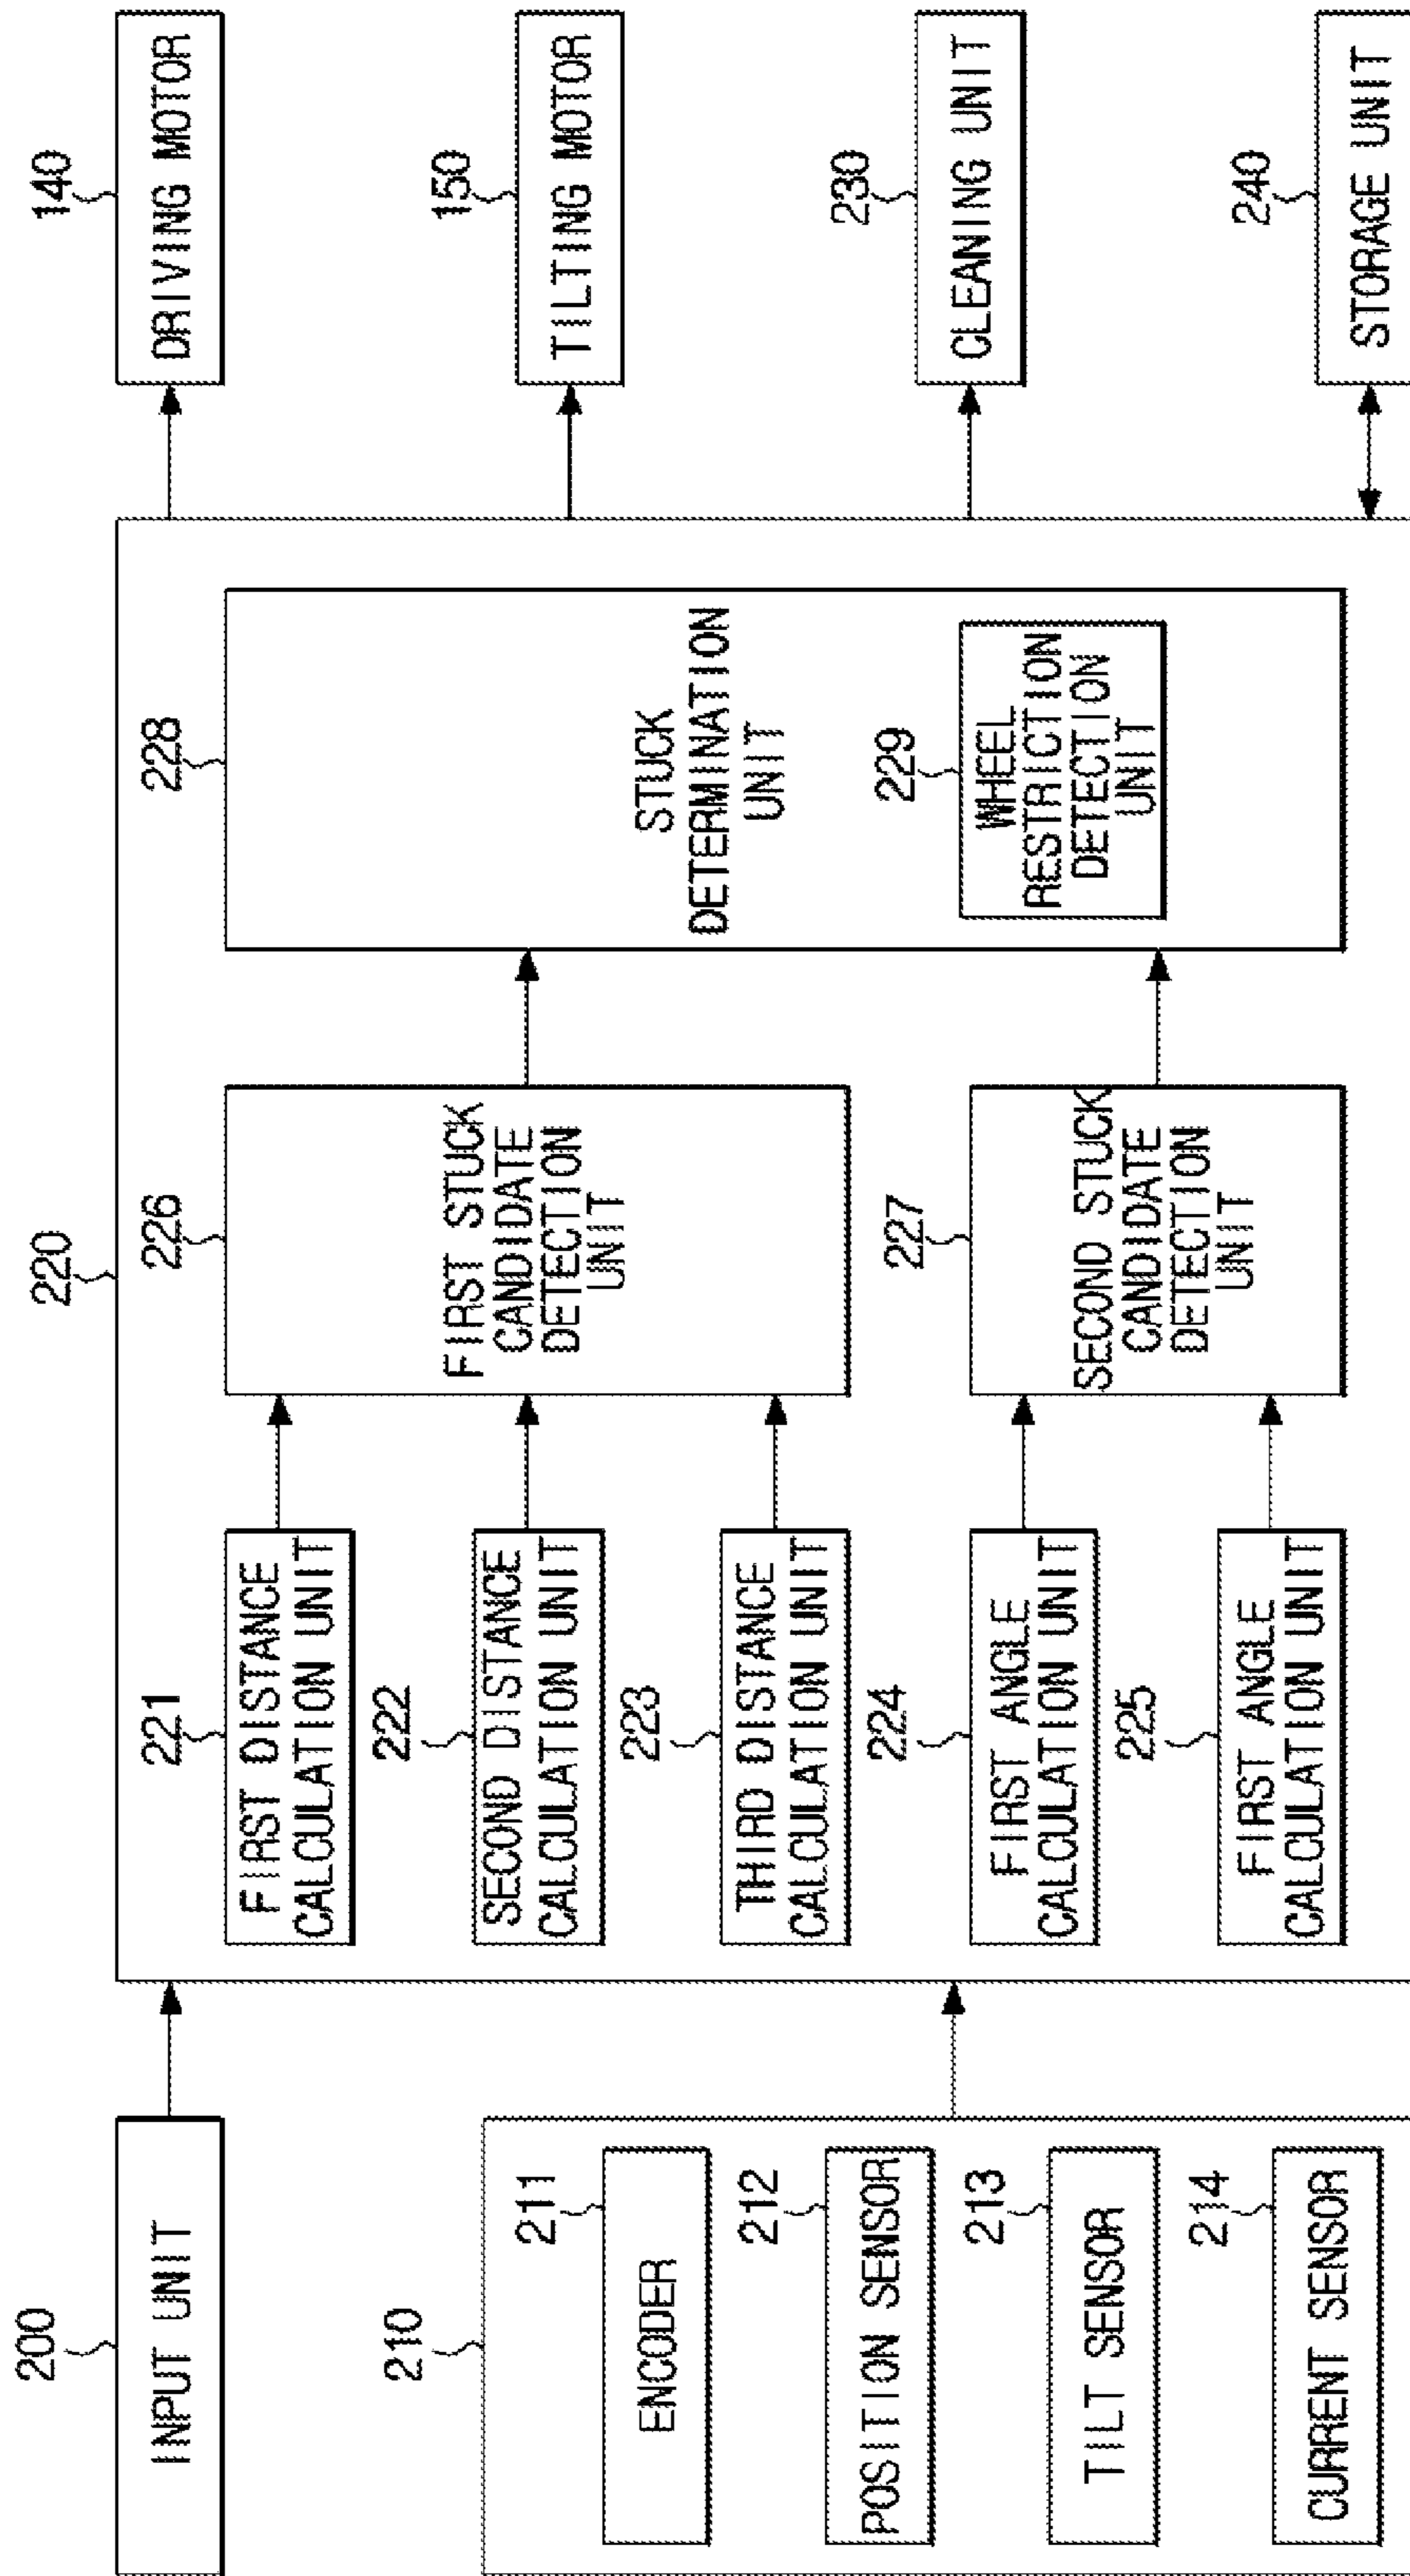 200
INPUT UNIT
210
211
ENCODER
212
POSITION SENSOR
213
TILT SENSOR
214
CURRENT SENSOR
220
221
FIRST DISTANCE
CALCULATION UNIT
222
SECOND DISTANCE
CALCULATION UNIT
223
THIRD DISTANCE
CALCULATION UNIT
224
FIRST ANGLE
CALCULATION UNIT
225
FIRST ANGLE
CALCULATION UNIT
226
FIRST STUCK
CANDIDATE
DETECTION
UNIT
227
SECOND STUCK
CANDIDATE
DETECTION
UNIT
228
STUCK
DETERMINATION
UNIT
229
WHEEL
RESTRICTION
DETECTION
UNIT
140
DRIVING MOTOR
150
TILTING MOTOR
230
CLEANING UNIT
240
STORAGE UNIT